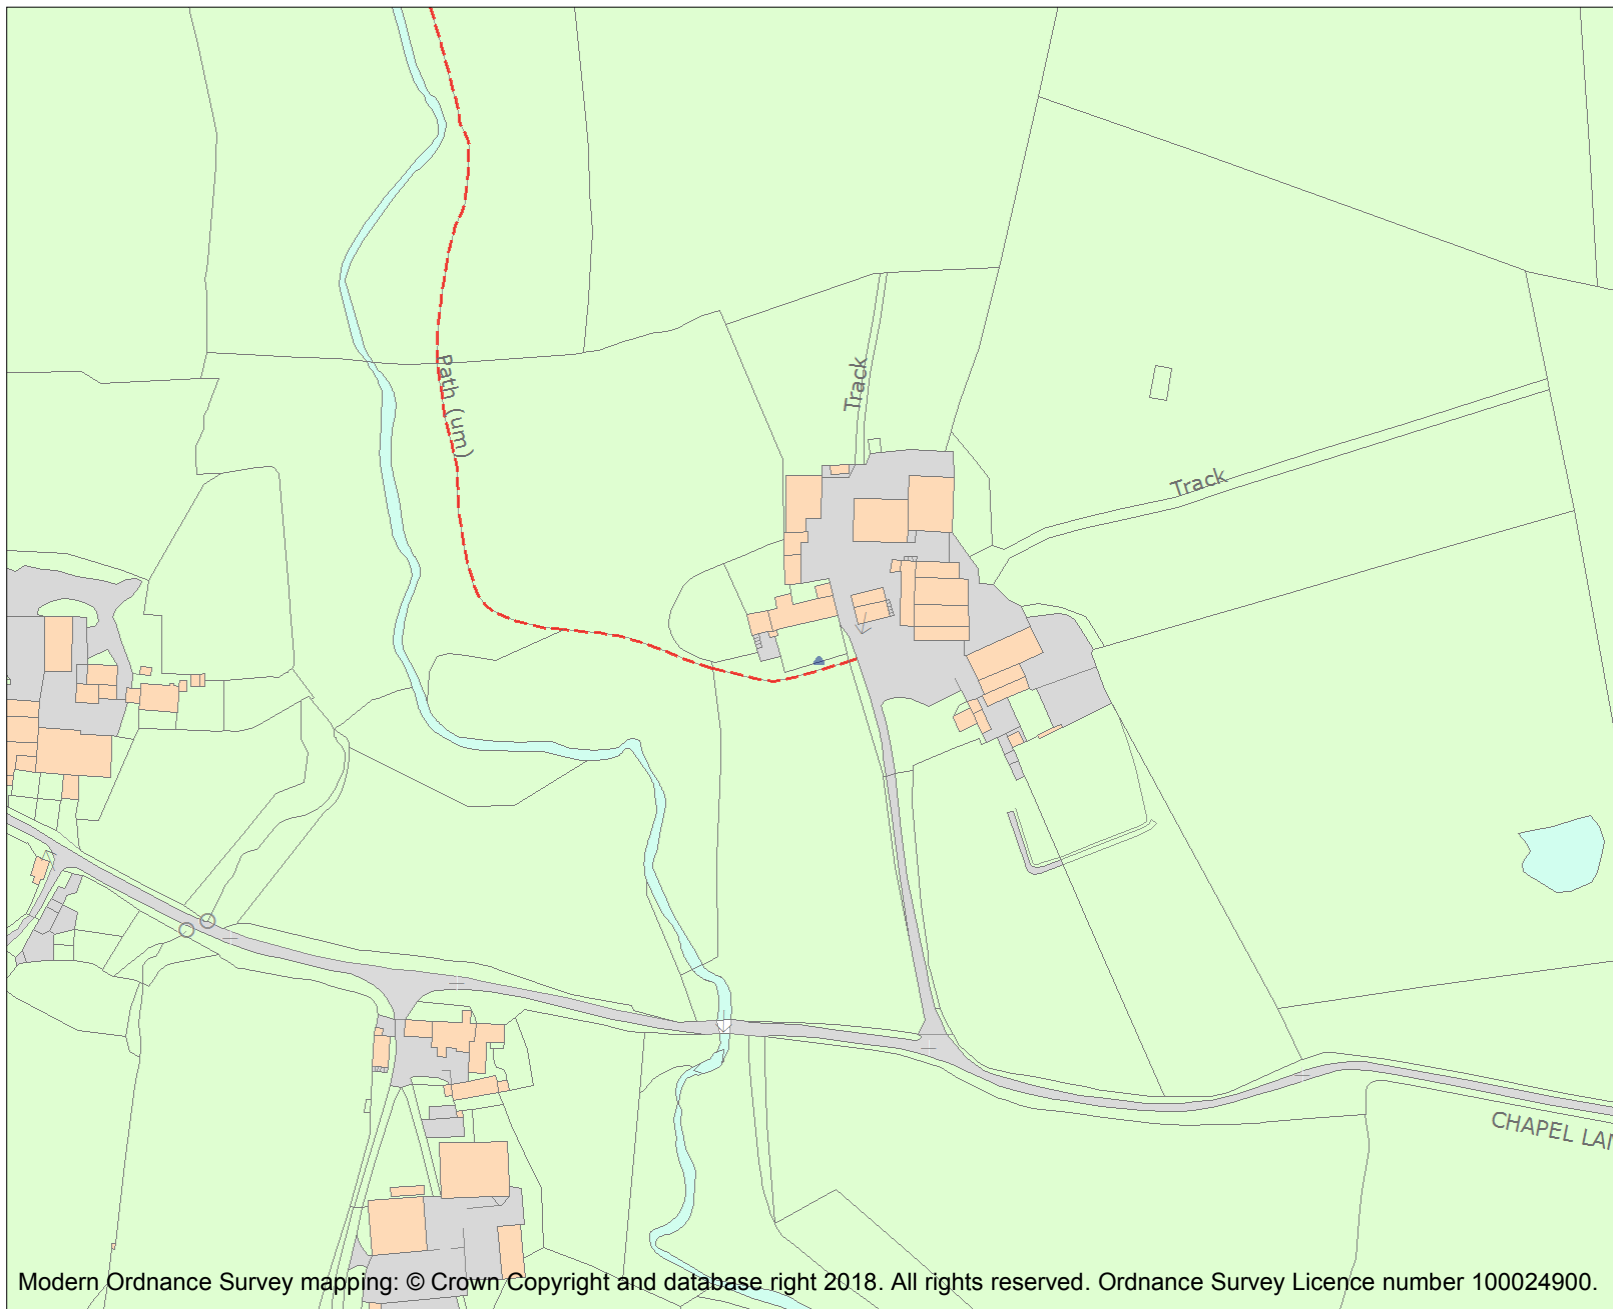 Path (um)
Track
Track
CHAPEL LAN
Modern Ordnance Survey mapping: © Crown Copyright and database right 2018. All rights reserved. Ordnance Survey Licence number 100024900.